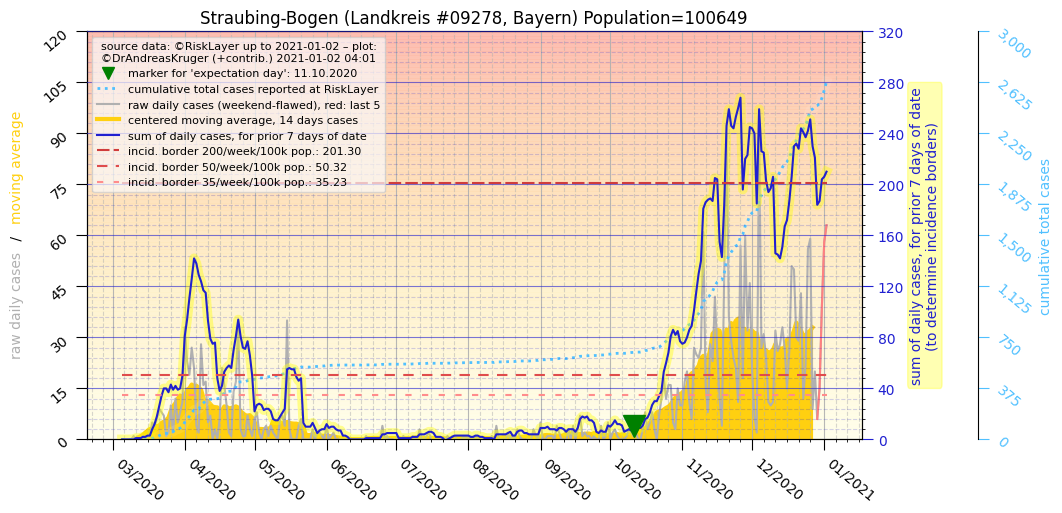 Straubing-Bogen (Landkreis #09278, Bayern) Population=100649
source data: ©RiskLayer up to 2021-01-02 – plot:
©DrAndreasKruger (+contrib.) 2021-01-02 04:01
marker for 'expectation day': 11.10.2020
cumulative total cases reported at RiskLayer
raw daily cases (weekend-flawed), red: last 5
centered moving average, 14 days cases
sum of daily cases, for prior 7 days of date
incid. border 200/week/100k pop.: 201.30
incid. border 50/week/100k pop.: 50.32
incid. border 35/week/100k pop.: 35.23
raw daily cases / moving average
120
105
90
75
60
45
30
15
0
03/2020
04/2020
05/2020
06/2020
07/2020
08/2020
09/2020
10/2020
11/2020
12/2020
01/2021
320
280
240
200
160
120
80
40
0
sum of daily cases, for prior 7 days of date
(to determine incidence borders)
3,000
2,625
2,250
1,875
1,500
1,125
750
375
0
cumulative total cases